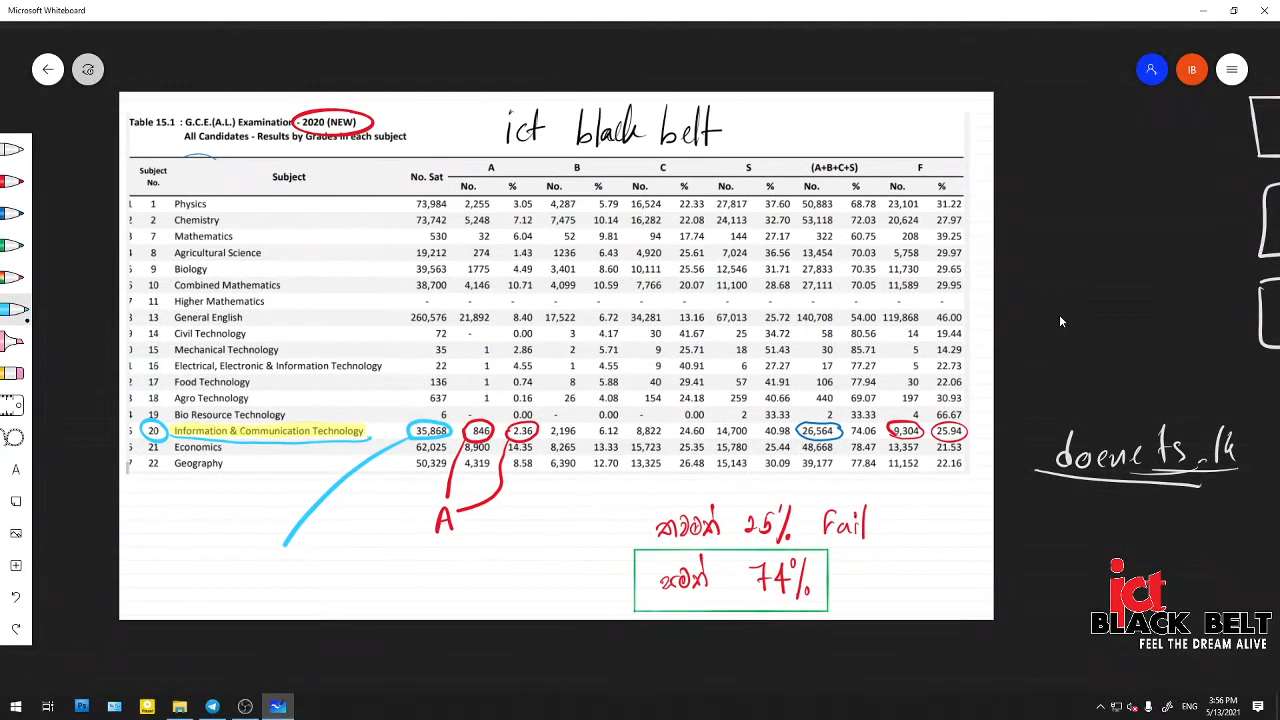 Microsoft Whiteboard
IB
Table 15.1 : G.C.E.(A.L.) Examination - 2020 (NEW)
All Candidates - Results by Grades in each subject
ict black belt
Subject No. Subject No. Sat A B C S (A+B+C+S) F
No. % No. % No. % No. % No. % No. %
1 Physics 73,984 2,255 3.05 4,287 5.79 16,524 22.33 27,817 37.60 50,883 68.78 23,101 31.22
2 Chemistry 73,742 5,248 7.12 7,475 10.14 16,282 22.08 24,113 32.70 53,118 72.03 20,624 27.97
7 Mathematics 530 32 6.04 52 9.81 94 17.74 144 27.17 322 60.75 208 39.25
8 Agricultural Science 19,212 274 1.43 1236 6.43 4,920 25.61 7,024 36.56 13,454 70.03 5,758 29.97
9 Biology 39,563 1775 4.49 3,401 8.60 10,111 25.56 12,546 31.71 27,833 70.35 11,730 29.65
10 Combined Mathematics 38,700 4,146 10.71 4,099 10.59 7,766 20.07 11,100 28.68 27,111 70.05 11,589 29.95
11 Higher Mathematics - - - - - - - - - - - - -
13 General English 260,576 21,892 8.40 17,522 6.72 34,281 13.16 67,013 25.72 140,708 54.00 119,868 46.00
14 Civil Technology 72 - 0.00 3 4.17 30 41.67 25 34.72 58 80.56 14 19.44
15 Mechanical Technology 35 1 2.86 2 5.71 9 25.71 18 51.43 30 85.71 5 14.29
16 Electrical, Electronic & Information Technology 22 1 4.55 1 4.55 9 40.91 6 27.27 17 77.27 5 22.73
17 Food Technology 136 1 0.74 8 5.88 40 29.41 57 41.91 106 77.94 30 22.06
18 Agro Technology 637 1 0.16 26 4.08 154 24.18 259 40.66 440 69.07 197 30.93
19 Bio Resource Technology 6 - 0.00 - 0.00 - 0.00 2 33.33 2 33.33 4 66.67
20 Information & Communication Technology 35,868 846 2.36 2,196 6.12 8,822 24.60 14,700 40.98 26,564 74.06 9,304 25.94
21 Economics 62,025 8,900 14.35 8,265 13.33 15,723 25.35 15,780 25.44 48,668 78.47 13,357 21.53
22 Geography 50,329 4,319 8.58 6,390 12.70 13,325 26.48 15,143 30.09 39,177 77.84 11,152 22.16
doenets.lk
A
25% Fail
සමත් 74%
ict
BLACK BELT
FEEL THE DREAM ALIVE
ENG
3:56 PM
5/13/2021